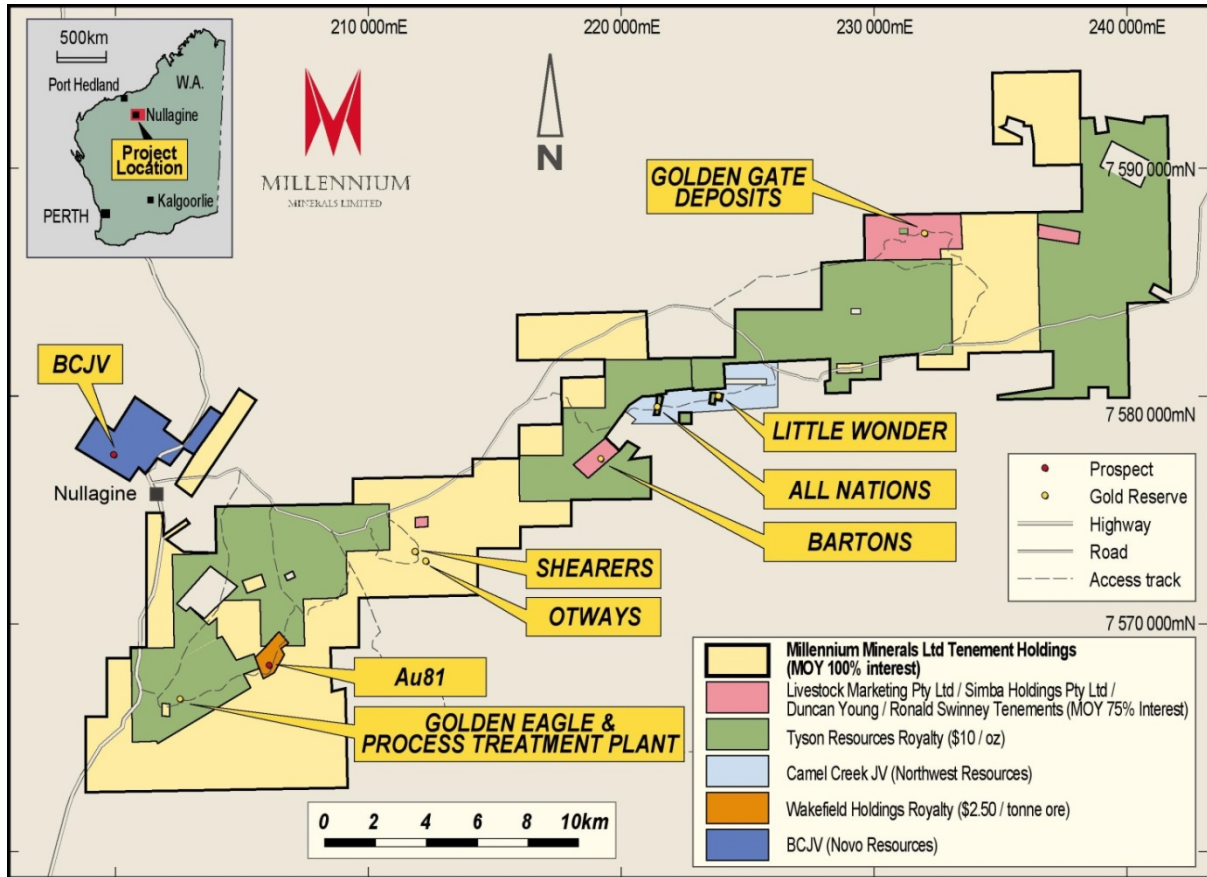 210 000mE
220 000mE
230 000mE
240 000mE
500km
W.A.
Port Hedland
Nullagine
Project
Location
Kalgoorlie
PERTH
MILLENNIUM
MINERALS LIMITED
N
GOLDEN GATE
DEPOSITS
7 590 000mN
BCJV
7 580 000mN
LITTLE WONDER
ALL NATIONS
BARTONS
Nullagine
SHEARERS
OTWAYS
7 570 000mN
Au81
GOLDEN EAGLE &
PROCESS TREATMENT PLANT
0 2 4 6 8 10km
Prospect
Gold Reserve
Highway
Road
Access track
Millennium Minerals Ltd Tenement Holdings
(MOY 100% interest)
Livestock Marketing Pty Ltd / Simba Holdings Pty Ltd /
Duncan Young / Ronald Swinney Tenements (MOY 75% Interest)
Tyson Resources Royalty ($10 / oz)
Camel Creek JV (Northwest Resources)
Wakefield Holdings Royalty ($2.50 / tonne ore)
BCJV (Novo Resources)